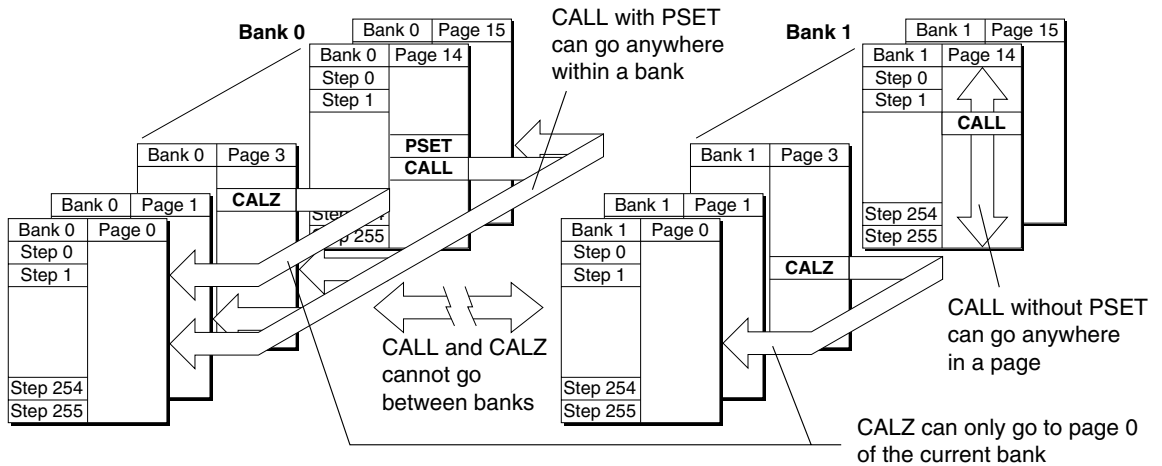 CALL with PSET
can go anywhere
within a bank
Bank 0
Bank 0 Page 15
Bank 0 Page 14
Step 0
Step 1
PSET
CALL
Step 255
Bank 0 Page 3
CALZ
Bank 0 Page 1
Bank 0 Page 0
Step 0
Step 1
Step 254
Step 255
CALL and CALZ
cannot go
between banks
Bank 1
Bank 1 Page 15
Bank 1 Page 14
Step 0
Step 1
CALL
Step 254
Step 255
Bank 1 Page 3
CALZ
Bank 1 Page 1
Bank 1 Page 0
Step 0
Step 1
Step 254
Step 255
CALL without PSET
can go anywhere
in a page
CALZ can only go to page 0
of the current bank